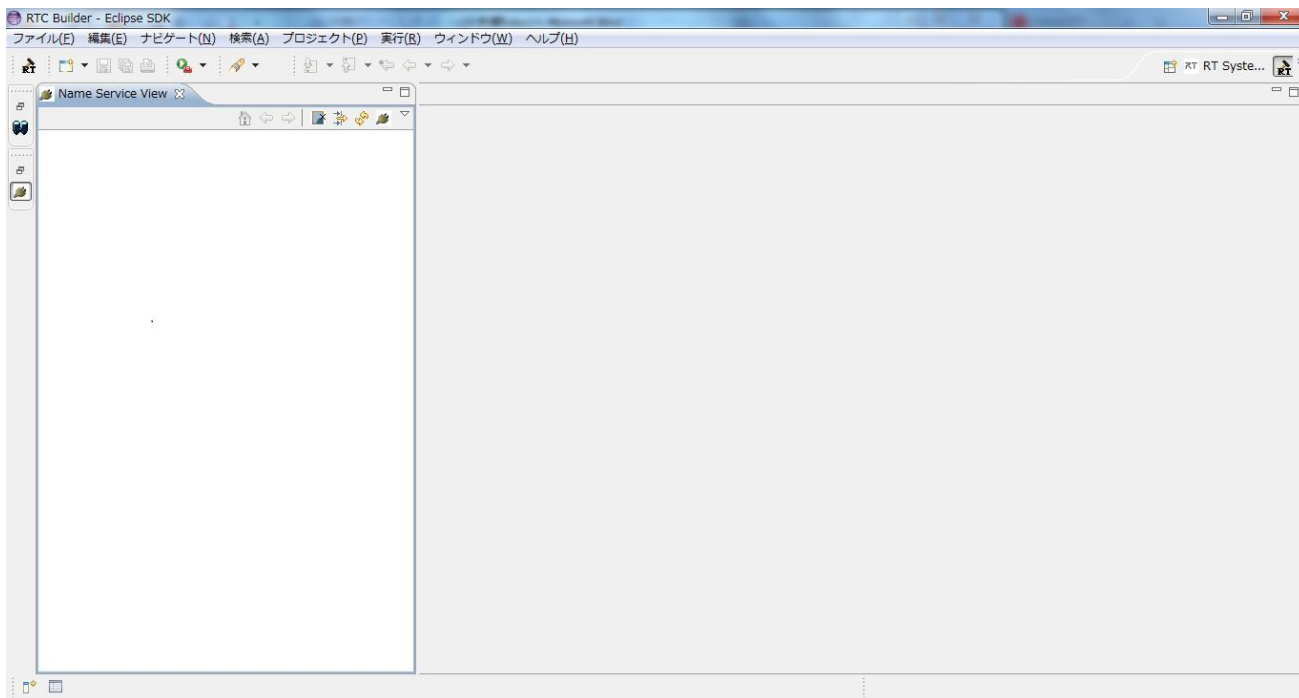 RTC Builder - Eclipse SDK
ファイル(F) 編集(E) ナビゲート(N) 検索(A) プロジェクト(P) 実行(R) ウィンドウ(W) ヘルプ(H)
RT RT RT Syste... RT
Name Service View